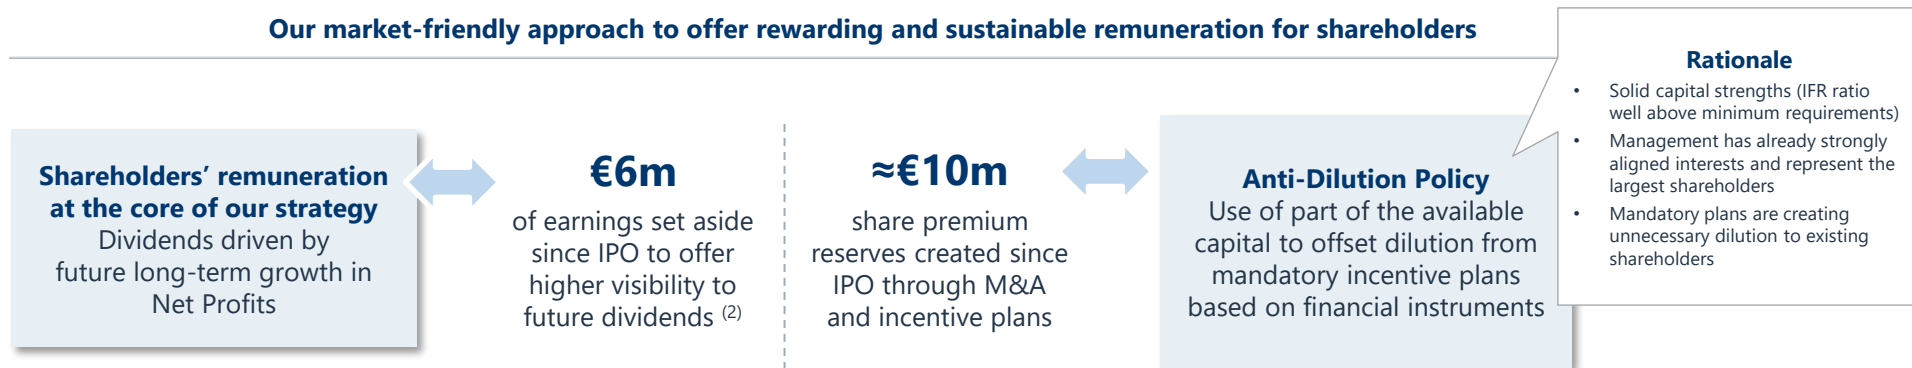 Our market-friendly approach to offer rewarding and sustainable remuneration for shareholders
Shareholders’ remuneration
at the core of our strategy
Dividends driven by
future long-term growth in
Net Profits
€6m
of earnings set aside
since IPO to offer
higher visibility to
future dividends (2)
≈€10m
share premium
reserves created since
IPO through M&A
and incentive plans
Anti-Dilution Policy
Use of part of the available
capital to offset dilution from
mandatory incentive plans
based on financial instruments
Rationale
• Solid capital strengths (IFR ratio
well above minimum requirements)
• Management has already strongly
aligned interests and represent the
largest shareholders
• Mandatory plans are creating
unnecessary dilution to existing
shareholders